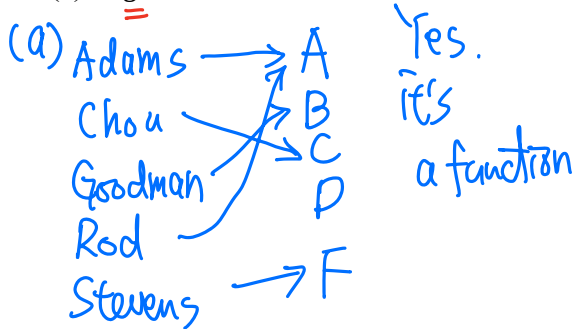 (a) Adams → A Yes.
Chou → C it's
Goodman → B a function
Rod → A
D
Stevens → F